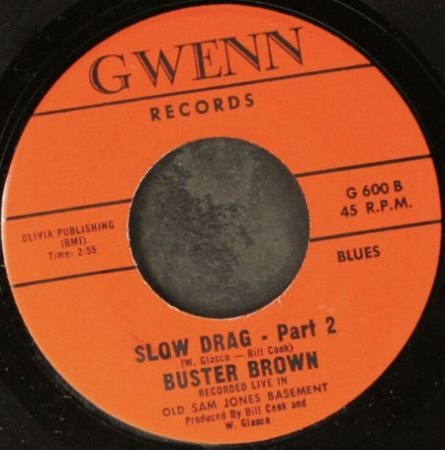 GWENN
RECORDS
OLIVIA PUBLISHING
(BMI)
Time: 2:55
G 600 B
45 R.P.M.
BLUES
SLOW DRAG - Part 2
(W. Glasco — Bill Cook)
BUSTER BROWN
RECORDED LIVE IN
OLD SAM JONES BASEMENT
Produced By Bill Cook and
W. Glasco